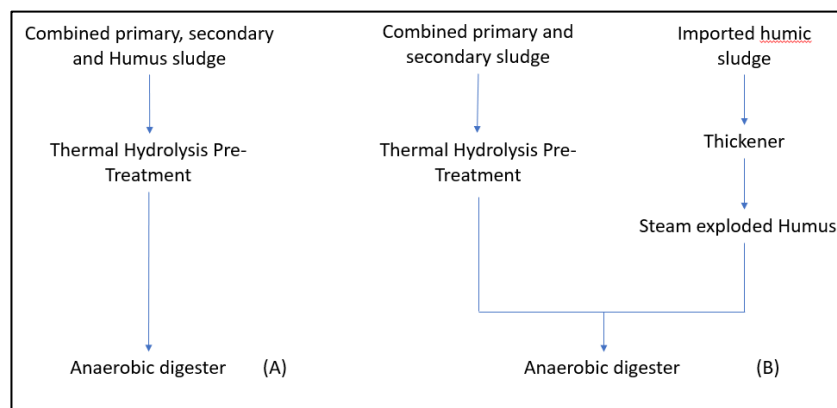 Combined primary, secondary
and Humus sludge
Thermal Hydrolysis Pre-
Treatment
Anaerobic digester
(A)
Combined primary and
secondary sludge
Thermal Hydrolysis Pre-
Treatment
Imported humic
sludge
Thickener
Steam exploded Humus
Anaerobic digester
(B)